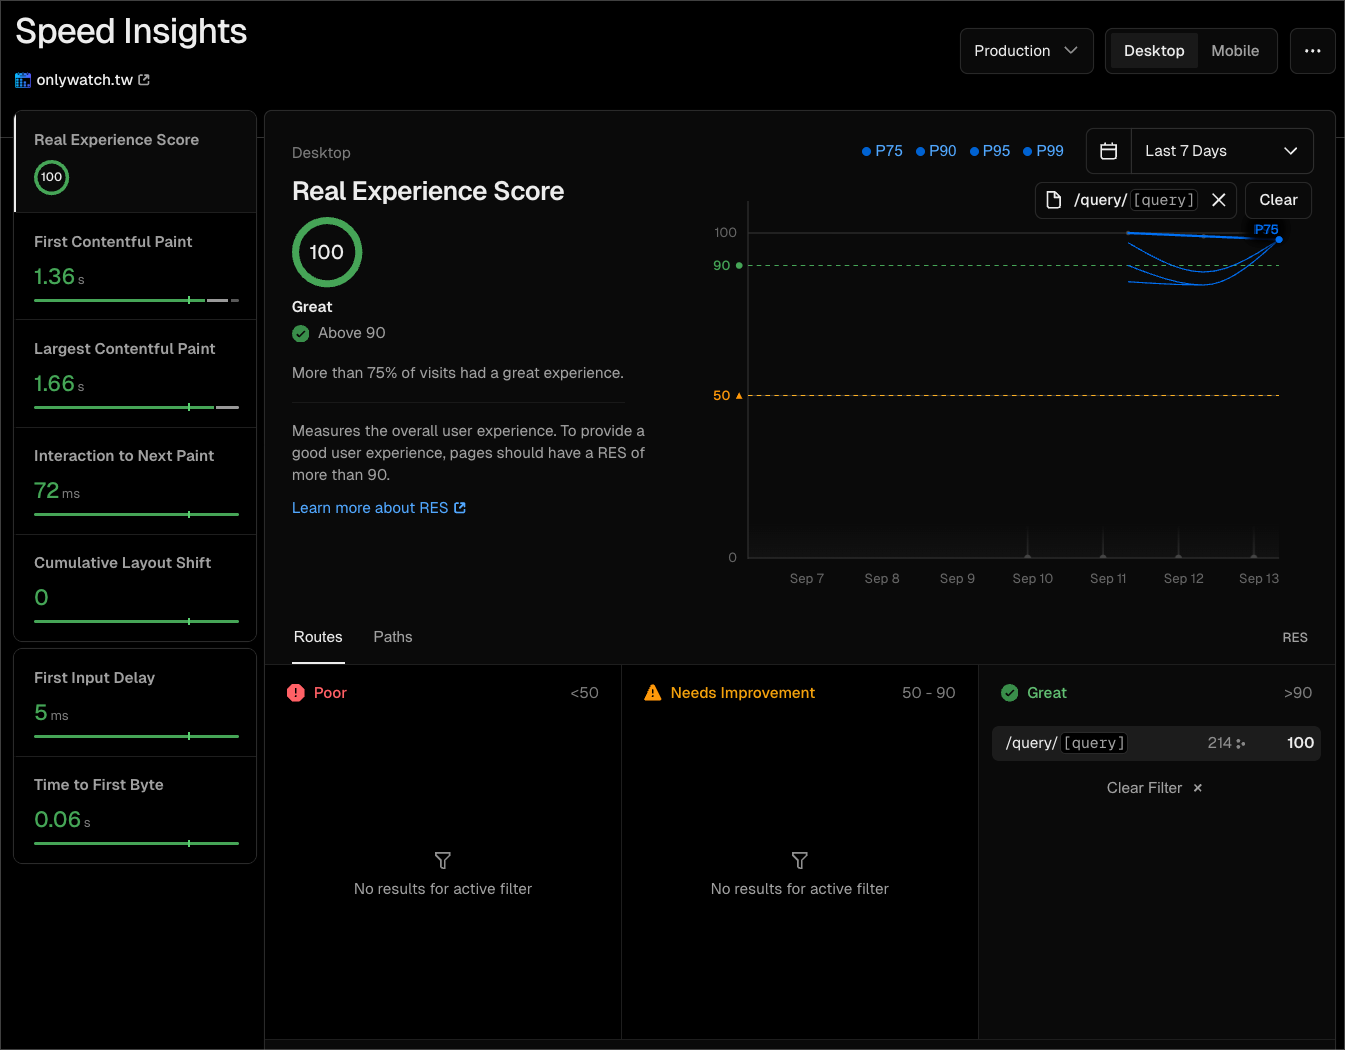 Speed Insights
onlywatch.tw
Production
Desktop
Mobile
Real Experience Score
100
First Contentful Paint
1.36 s
Largest Contentful Paint
1.66 s
Interaction to Next Paint
72 ms
Cumulative Layout Shift
0
First Input Delay
5 ms
Time to First Byte
0.06 s
Desktop
Real Experience Score
100
Great
Above 90
More than 75% of visits had a great experience.
Measures the overall user experience. To provide a
good user experience, pages should have a RES of
more than 90.
Learn more about RES
P75 P90 P95 P99
Last 7 Days
/query/ [query]
Clear
P75
100
90
50
0
Sep 7 Sep 8 Sep 9 Sep 10 Sep 11 Sep 12 Sep 13
Routes Paths RES
Poor <50
No results for active filter
Needs Improvement 50 - 90
No results for active filter
Great >90
/query/ [query] 214 100
Clear Filter ×